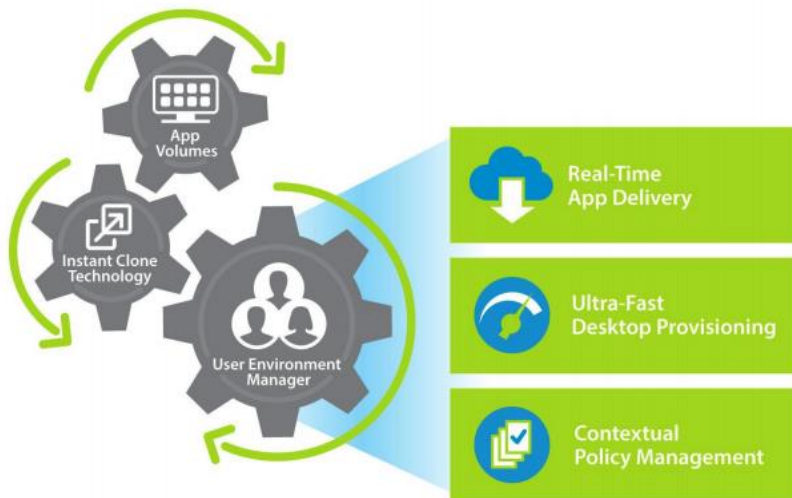 App
Volumes
Instant Clone
Technology
User Environment
Manager
Real-Time
App Delivery
Ultra-Fast
Desktop Provisioning
Contextual
Policy Management